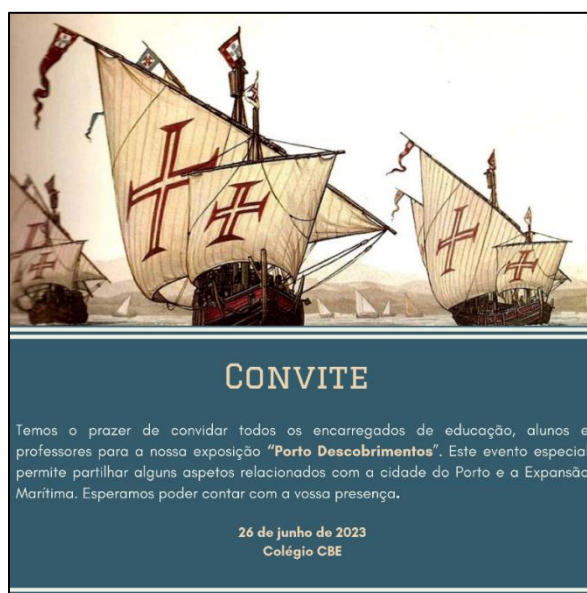 CONVITE
Temos o prazer de convidar todos os encarregados de educação, alunos e
professores para a nossa exposição “Porto Descobrimentos”. Este evento especial
permite partilhar alguns aspetos relacionados com a cidade do Porto e a Expansão
Marítima. Esperamos poder contar com a vossa presença.
26 de junho de 2023
Colégio CBE